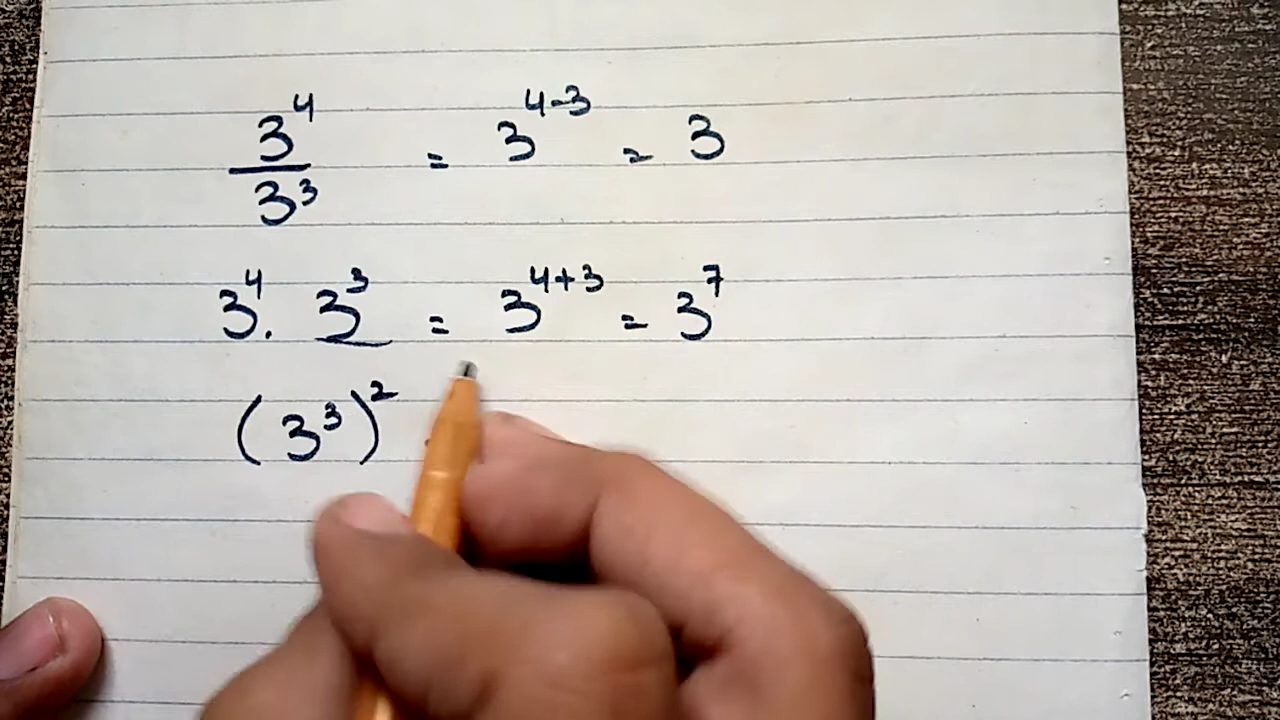 3⁴/3³ = 3⁴⁻³ = 3
3⁴. 3³ = 3⁴⁺³ = 3⁷
(3³)²